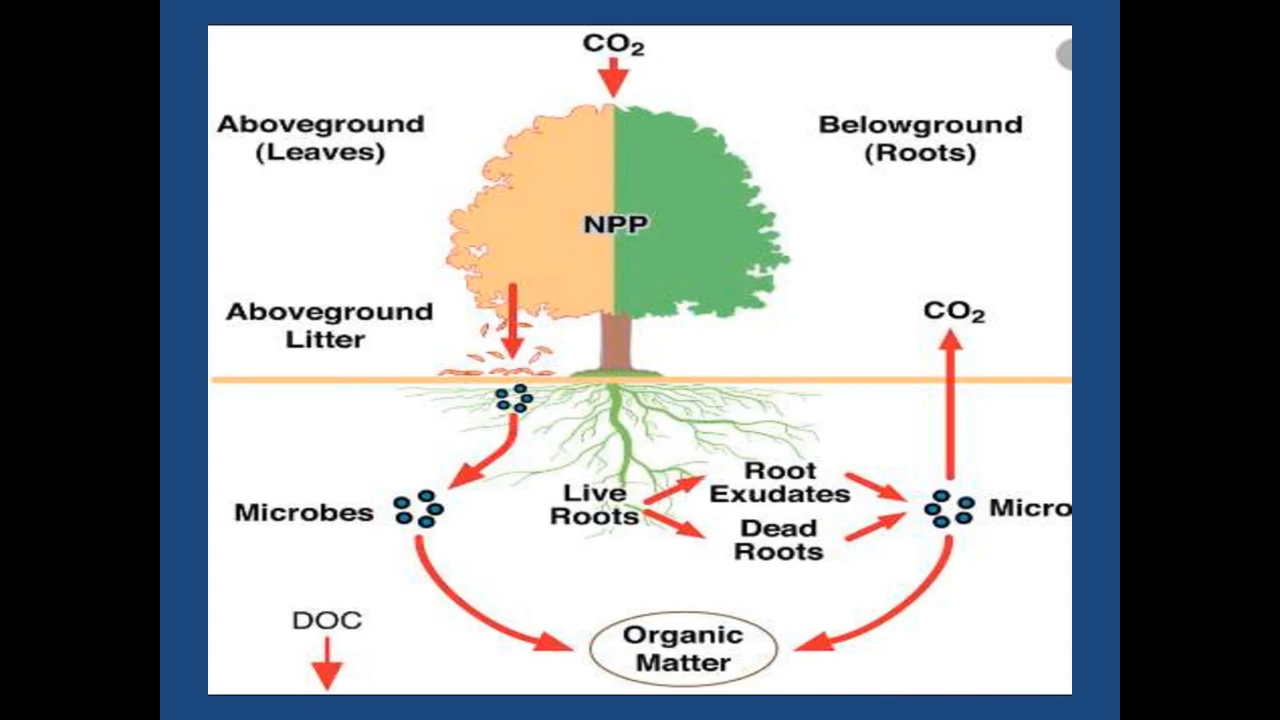 CO₂
Aboveground
(Leaves)
Belowground
(Roots)
NPP
Aboveground
Litter
CO₂
Live
Roots
Root
Exudates
Dead
Roots
Microbes
Micro
DOC
Organic
Matter